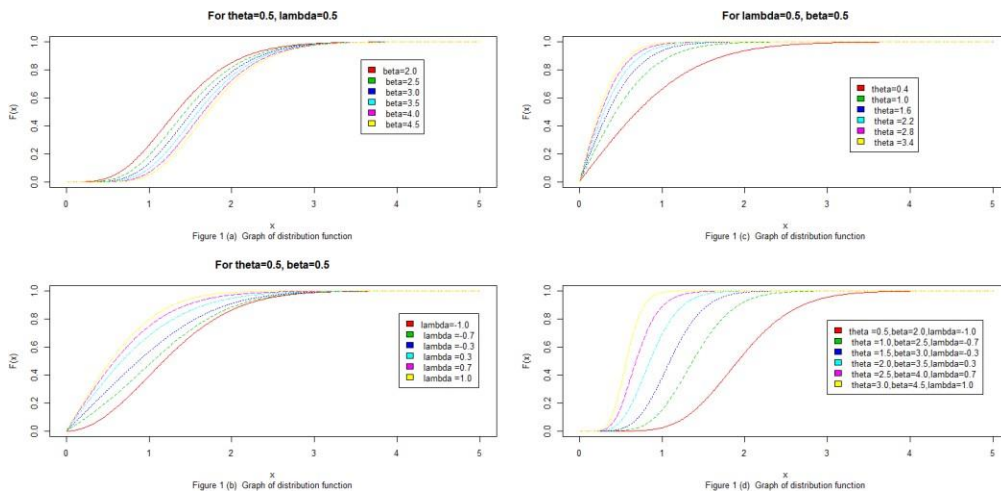 For theta=0.5, lambda=0.5
F(x)
1.0
0.8
0.6
0.4
0.2
0.0
beta=2.0
beta=2.5
beta=3.0
beta=3.5
beta=4.0
beta=4.5
0 1 2 3 4 5
x
Figure 1 (a) Graph of distribution function
For lambda=0.5, beta=0.5
F(x)
1.0
0.8
0.6
0.4
0.2
0.0
theta=0.4
theta=1.0
theta=1.6
theta =2.2
theta =2.8
theta =3.4
0 1 2 3 4 5
x
Figure 1 (c) Graph of distribution function
For theta=0.5, beta=0.5
F(x)
1.0
0.8
0.6
0.4
0.2
0.0
lambda=-1.0
lambda =-0.7
lambda =-0.3
lambda =0.3
lambda =0.7
lambda =1.0
0 1 2 3 4 5
x
Figure 1 (b) Graph of distribution function
F(x)
1.0
0.8
0.6
0.4
0.2
0.0
theta =0.5,beta=2.0,lambda=-1.0
theta =1.0,beta=2.5,lambda=-0.7
theta =1.5,beta=3.0,lambda=-0.3
theta =2.0,beta=3.5,lambda=0.3
theta =2.5,beta=4.0,lambda=0.7
theta=3.0,beta=4.5,lambda=1.0
0 1 2 3 4 5
x
Figure 1 (d) Graph of distribution function